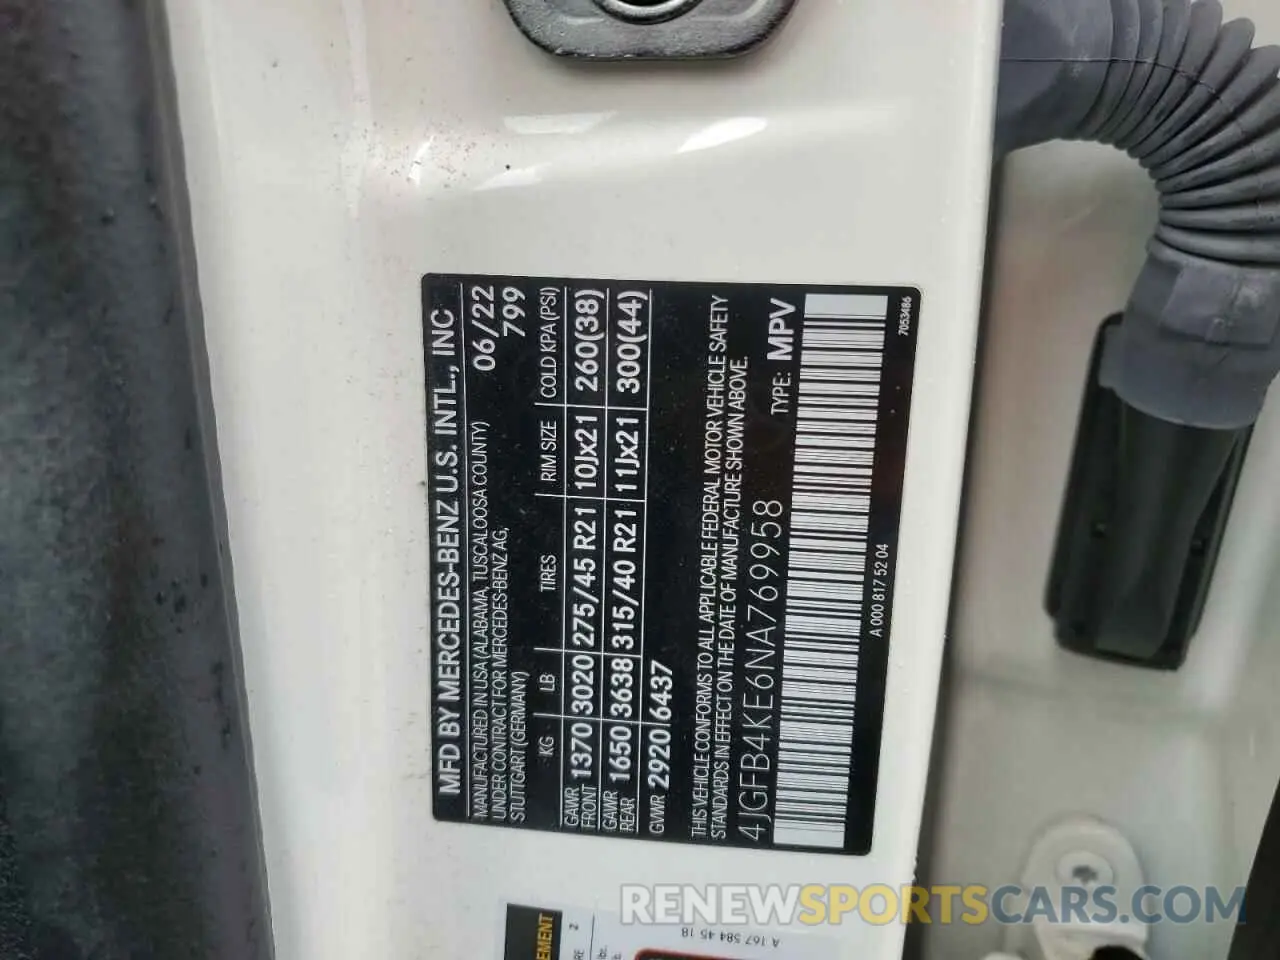 MFD BY MERCEDES-BENZ U.S. INTL., INC
MANUFACTURED IN USA (ALABAMA, TUSCALOOSA COUNTY) 06/22
UNDER CONTRACT FOR MERCEDES-BENZ AG, 799
STUTTGART (GERMANY)
KG LB TIRES RIM SIZE COLD KPA (PSI)
GAWR FRONT 1370 3020 275/45 R21 10Jx21 260(38)
GAWR REAR 1650 3638 315/40 R21 11Jx21 300(44)
GVWR 2920 6437
THIS VEHICLE CONFORMS TO ALL APPLICABLE FEDERAL MOTOR VEHICLE SAFETY
STANDARDS IN EFFECT ON THE DATE OF MANUFACTURE SHOWN ABOVE.
4JGFB4KE6NA769958 TYPE: MPV
A 000 817 52 04 7053486
A 167 584 45 18
2
RENEWSPORTSCARS.COM